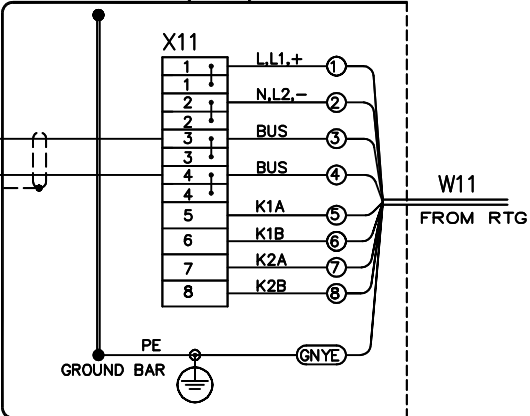 X11
1 L,L1,+ 1
1
2 N,L2,- 2
2
3 BUS 3
3
4 BUS 4
4
5 K1A 5
6 K1B 6
7 K2A 7
8 K2B 8
W11
FROM RTG
PE GNYE
GROUND BAR